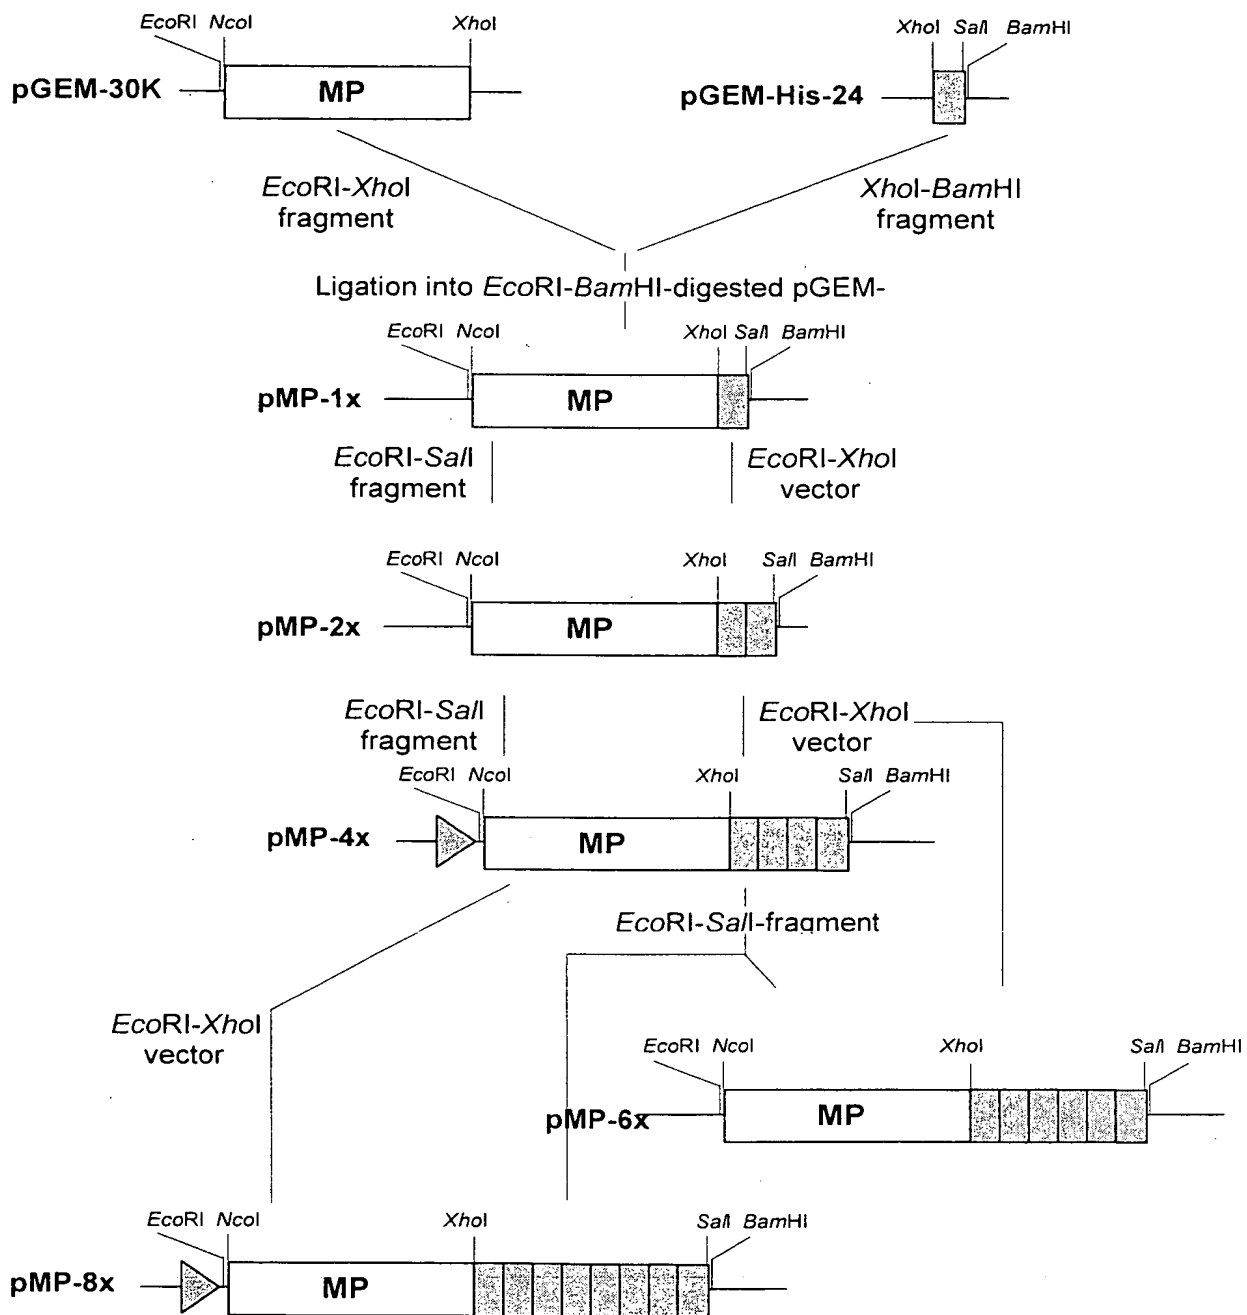 EcoRI NcoI XhoI
XhoI SalI BamHI
pGEM-30K MP
pGEM-His-24
EcoRI-XhoI
fragment
XhoI-BamHI
fragment
Ligation into EcoRI-BamHI-digested pGEM-
EcoRI NcoI XhoI SalI BamHI
pMP-1x MP
EcoRI-SalI
fragment
EcoRI-XhoI
vector
EcoRI NcoI XhoI SalI BamHI
pMP-2x MP
EcoRI-SalI
fragment
EcoRI-XhoI
vector
EcoRI NcoI XhoI SalI BamHI
pMP-4x MP
EcoRI-SalI-fragment
EcoRI-XhoI
vector
EcoRI NcoI XhoI SalI BamHI
pMP-6x MP
EcoRI NcoI XhoI SalI BamHI
pMP-8x MP